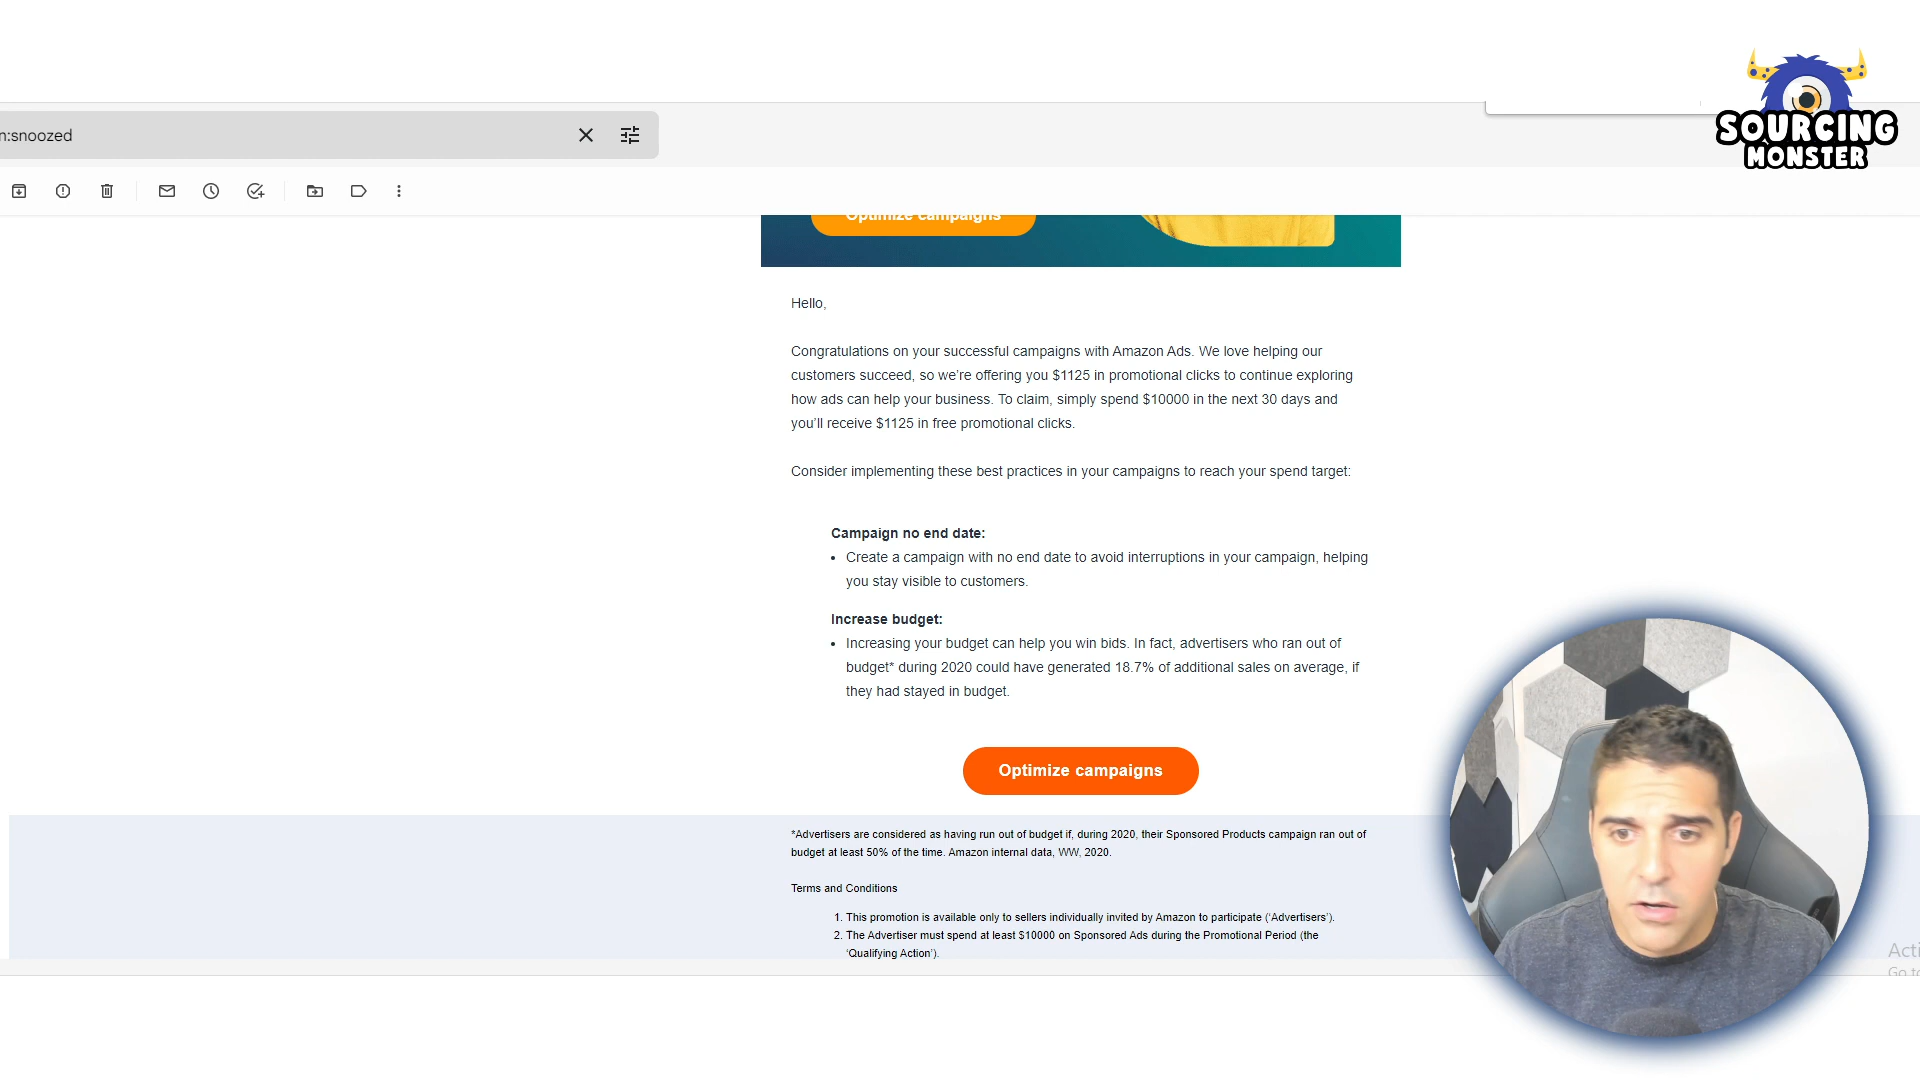 SOURCING
MONSTER
n:snoozed
Optimize campaigns
Hello,
Congratulations on your successful campaigns with Amazon Ads. We love helping our
customers succeed, so we're offering you $1125 in promotional clicks to continue exploring
how ads can help your business. To claim, simply spend $10000 in the next 30 days and
you'll receive $1125 in free promotional clicks.
Consider implementing these best practices in your campaigns to reach your spend target:
Campaign no end date:
• Create a campaign with no end date to avoid interruptions in your campaign, helping
you stay visible to customers.
Increase budget:
• Increasing your budget can help you win bids. In fact, advertisers who ran out of
budget* during 2020 could have generated 18.7% of additional sales on average, if
they had stayed in budget.
Optimize campaigns
*Advertisers are considered as having run out of budget if, during 2020, their Sponsored Products campaign ran out of
budget at least 50% of the time. Amazon internal data, WW, 2020.
Terms and Conditions
1. This promotion is available only to sellers individually invited by Amazon to participate ('Advertisers').
2. The Advertiser must spend at least $10000 on Sponsored Ads during the Promotional Period (the
'Qualifying Action').
Acti
Go to